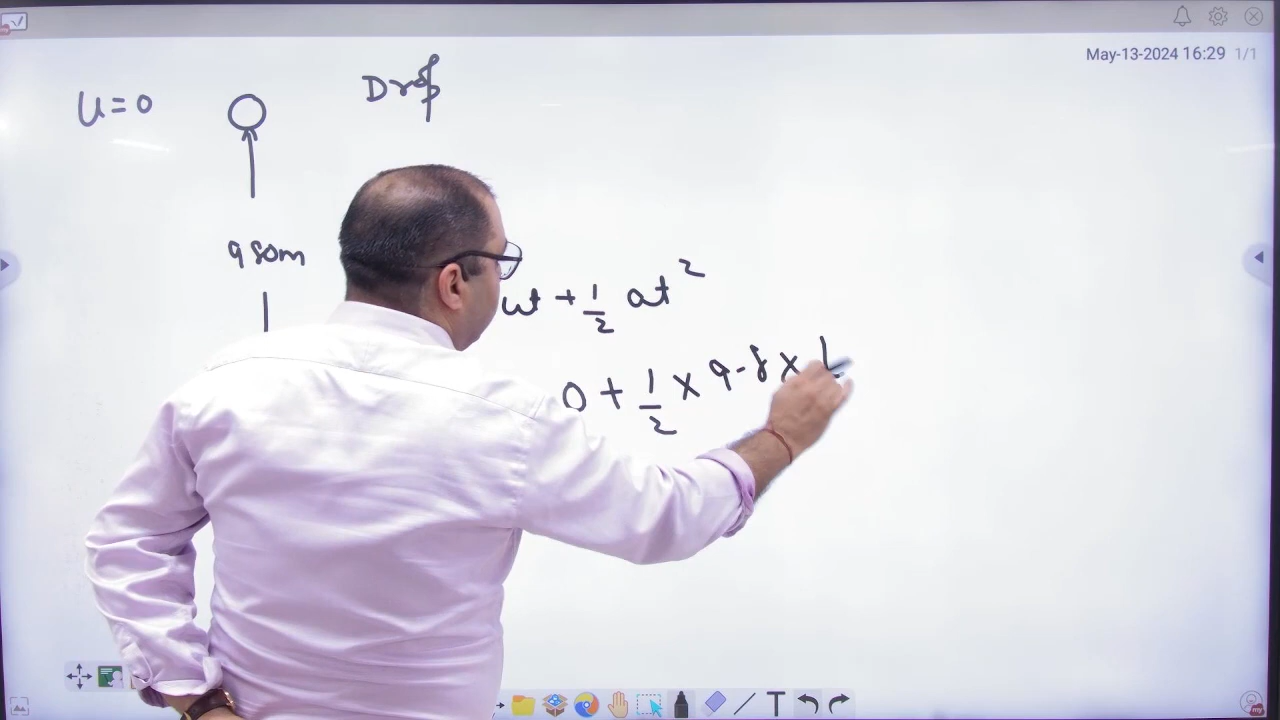 May-13-2024 16:29 1/1
Drop
u=0
980m
ut + 1/2 at²
0 + 1/2 x 9.8 x t
T